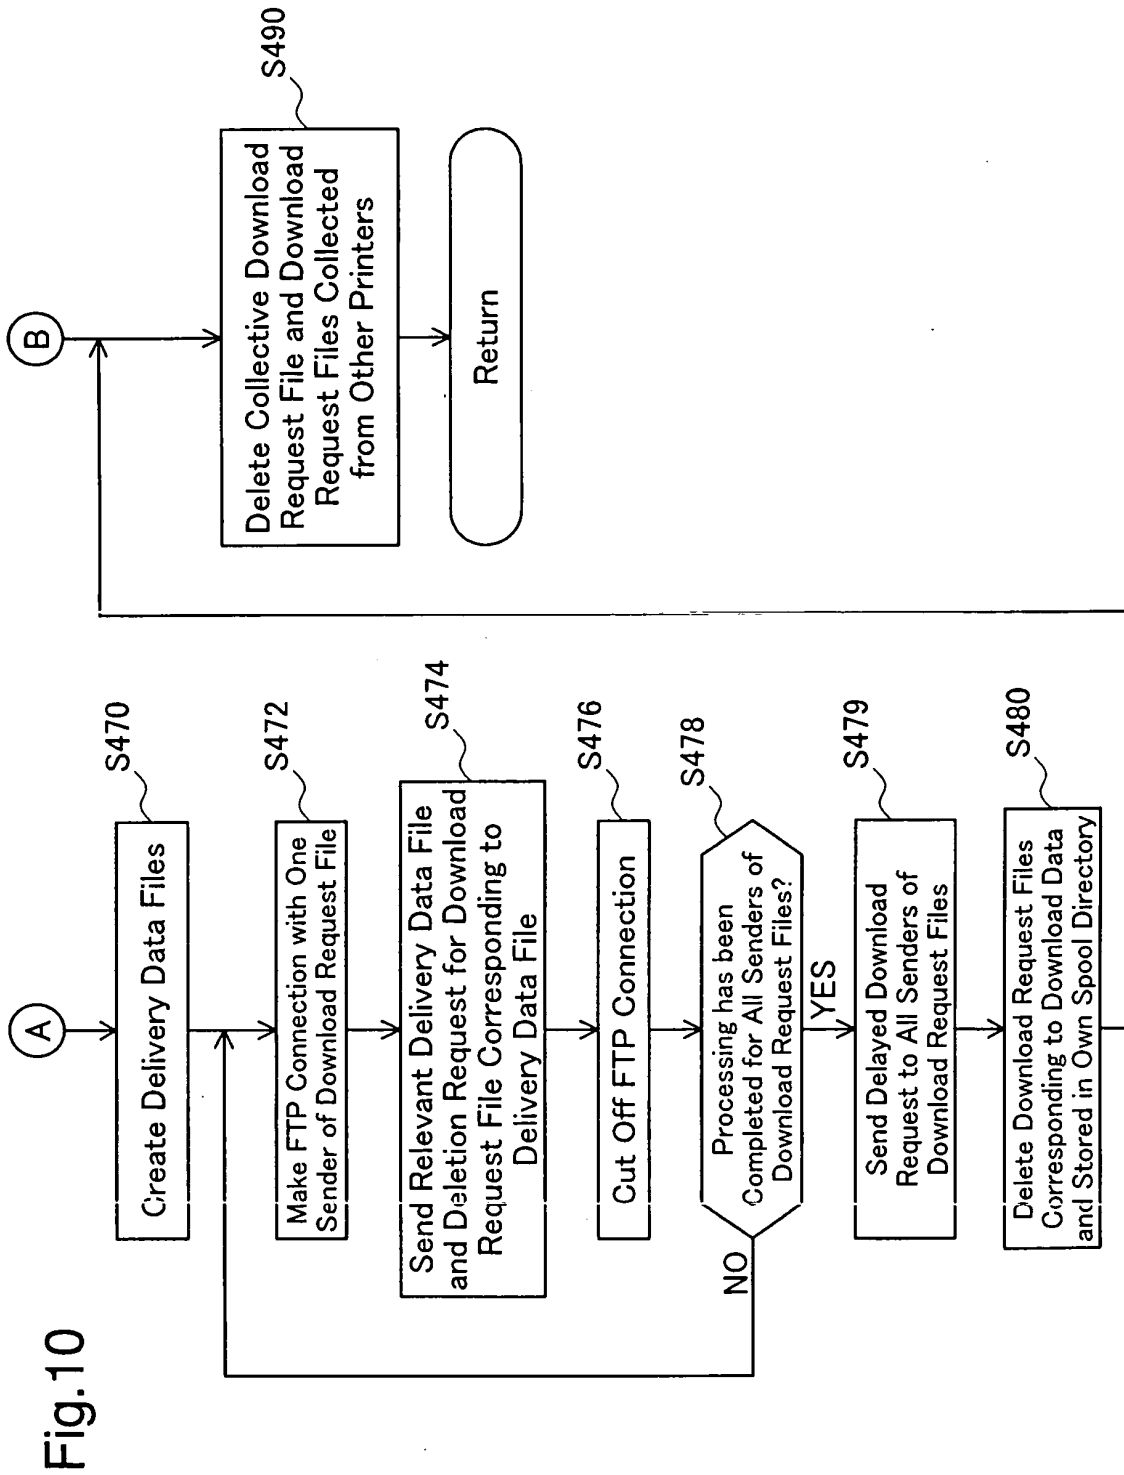 Fig.10
A
Create Delivery Data Files
S470
Make FTP Connection with One
Sender of Download Request File
S472
Send Relevant Delivery Data File
and Deletion Request for Download
Request File Corresponding to
Delivery Data File
S474
Cut Off FTP Connection
S476
Processing has been
Completed for All Senders of
Download Request Files?
S478
NO
YES
Send Delayed Download
Request to All Senders of
Download Request Files
S479
Delete Download Request Files
Corresponding to Download Data
and Stored in Own Spool Directory
S480
B
Delete Collective Download
Request File and Download
Request Files Collected
from Other Printers
S490
Return